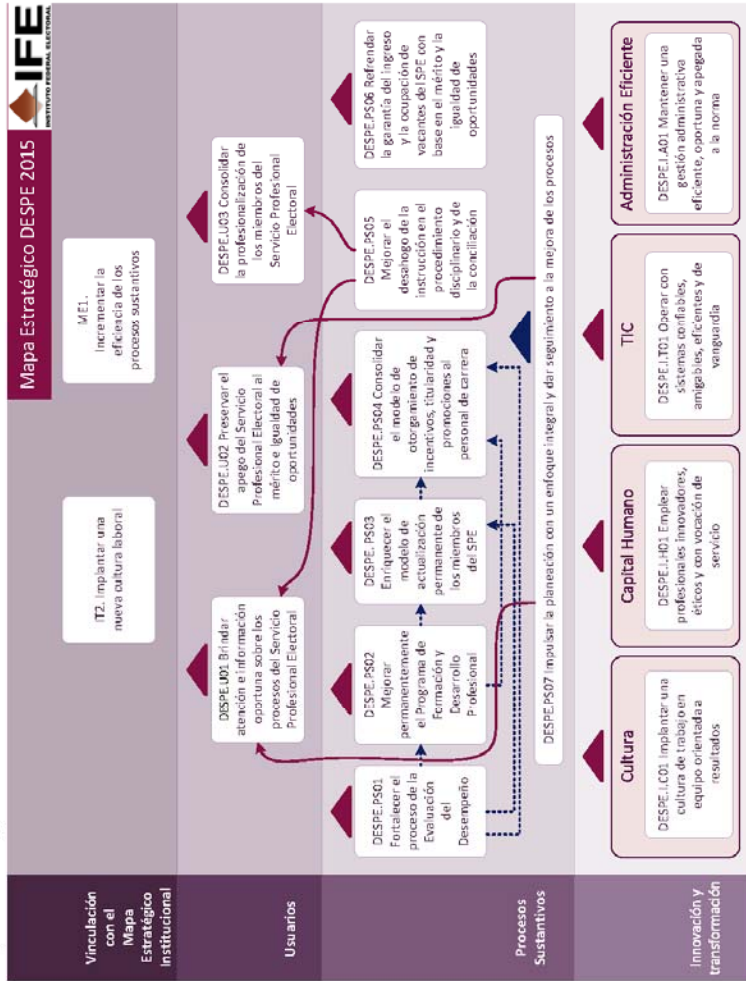 Mapa Estratégico DESPE 2015
IFE
INSTITUTO FEDERAL ELECTORAL
Vinculación
con el
Mapa
Estratégico
Institucional
IT2. Implantar una
nueva cultura laboral
ME1.
Incrementar la
eficiencia de los
procesos sustantivos
Usuarios
DESPE.U01 Brindar
atención e información
oportuna sobre los
procesos del Servicio
Profesional Electoral
DESPE.U02 Preservar el
apego del Servicio
Profesional Electoral al
mérito e Igualdad de
oportunidades
DESPE.U03 Consolidar
la profesionalización de
los miembros del
Servicio Profesional
Electoral
Procesos
Sustantivos
DESPE.PS01
Fortalecer el
proceso de la
Evaluación
del
Desempeño
DESPE.PS02
Mejorar
permanentemente
el Programa de
Formación y
Desarrollo
Profesional
DESPE.PS03
Enriquecer el
modelo de
actualización
permanente de
los miembros
del SPE
DESPE.PS04 Consolidar
el modelo de
otorgamiento de
incentivos, titularidad y
promociones al
personal de carrera
DESPE.PS05
Mejorar el
desahogo de la
instrucción en el
procedimiento
disciplinario y de
la conciliación
DESPE.PS06 Refrendar
la garantía del ingreso
y la ocupación de
vacantes del SPE con
base en el mérito y la
igualdad de
oportunidades
DESPE.PS07 Impulsar la planeación con un enfoque integral y dar seguimiento a la mejora de los procesos
Innovación y
transformación
Cultura
DESPE.I.C01 Implantar una
cultura de trabajo en
equipo orientada a
resultados
Capital Humano
DESPE.I.H01 Emplear
profesionales innovadores,
éticos y con vocación de
servicio
TIC
DESPE.I.T01 Operar con
sistemas confiables,
amigables, eficientes y de
vanguardia
Administración Eficiente
DESPE.I.A01 Mantener una
gestión administrativa
eficiente, oportuna y apegada
a la norma